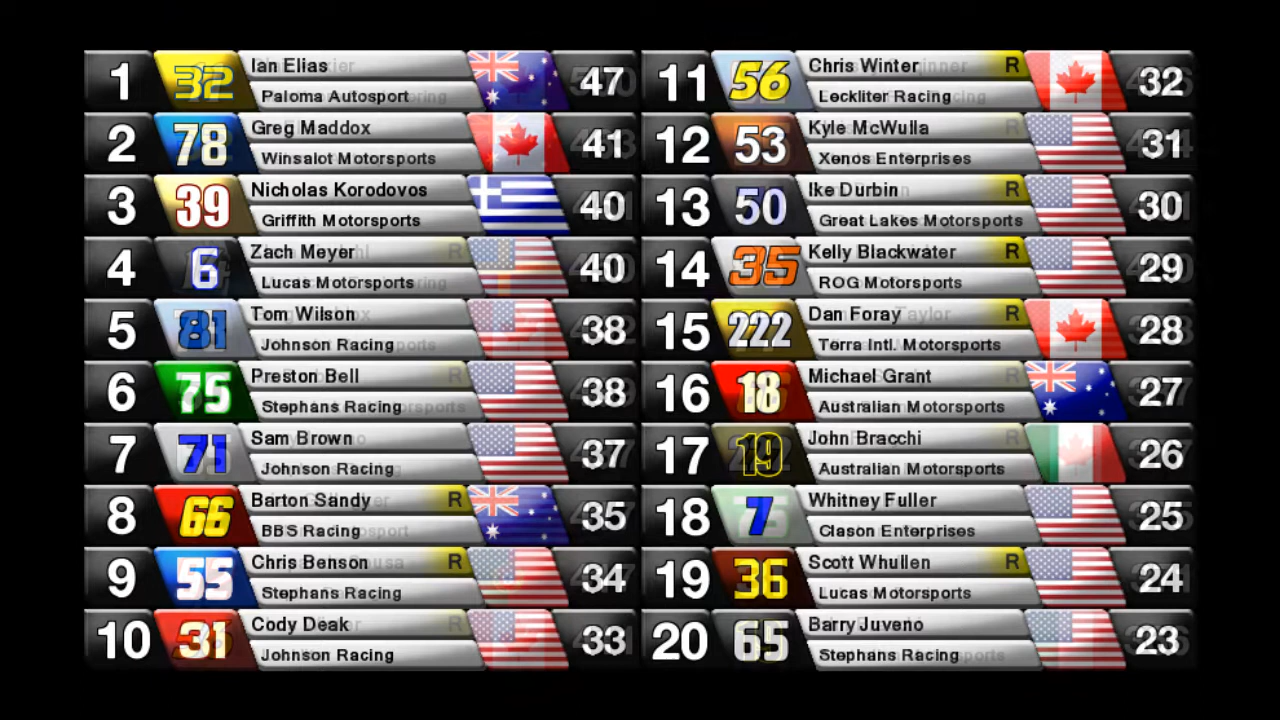 1 32 Ian Elias 47
Paloma Autosport
2 78 Greg Maddox 41
Winsalot Motorsports
3 39 Nicholas Korodovos 40
Griffith Motorsports
4 6 Zach Meyer R 40
Lucas Motorsports
5 81 Tom Wilson 38
Johnson Racing
6 75 Preston Bell R 38
Stephans Racing
7 71 Sam Brown 37
Johnson Racing
8 66 Barton Sandy R 35
BBS Racing
9 55 Chris Benson R 34
Stephans Racing
10 31 Cody Deak R 33
Johnson Racing
11 56 Chris Winter R 32
Leckliter Racing
12 53 Kyle McWulla 31
Xenos Enterprises
13 50 Ike Durbin R 30
Great Lakes Motorsports
14 35 Kelly Blackwater R 29
ROG Motorsports
15 222 Dan Foray R 28
Terra Intl. Motorsports
16 18 Michael Grant 27
Australian Motorsports
17 19 John Bracchi 26
Australian Motorsports
18 7 Whitney Fuller 25
Clason Enterprises
19 36 Scott Whullen R 24
Lucas Motorsports
20 65 Barry Juveno 23
Stephans Racing